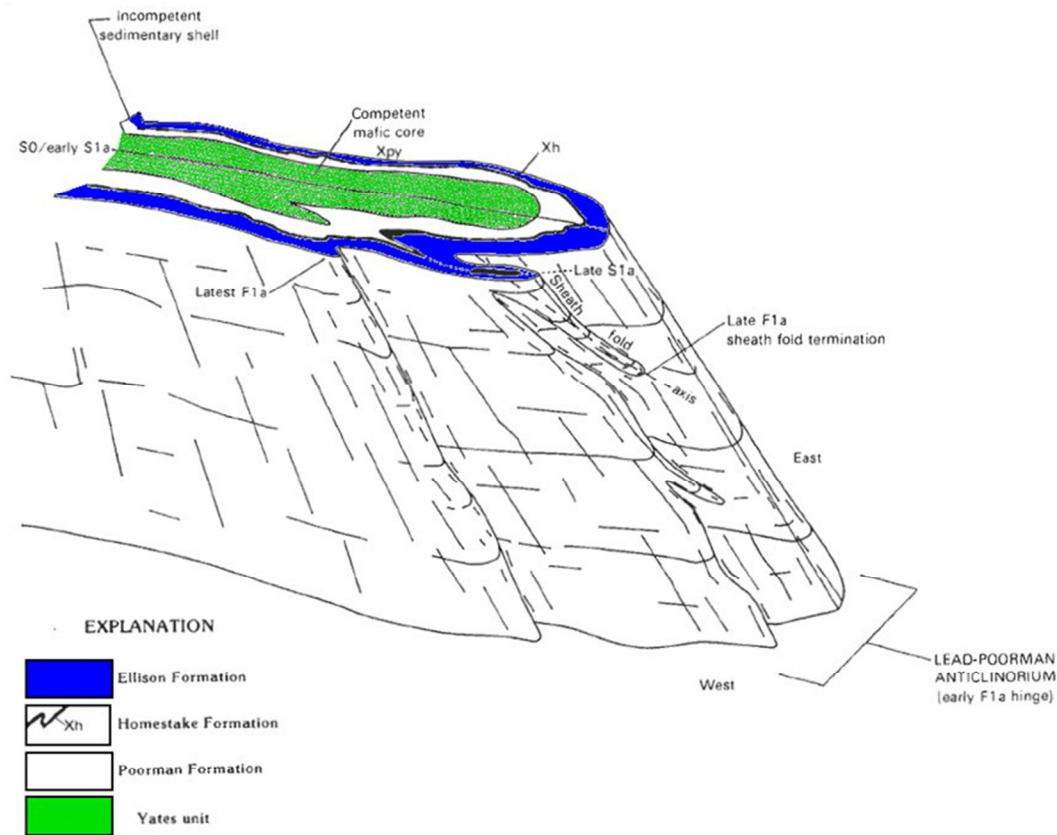 Incompetent
sedimentary shell
Competent
mafic core
Xpy
Xh
S0/early S1a
Late S1a
Latest F1a
Sheath
fold
axis
Late F1a
sheath fold termination
East
West
LEAD-POORMAN
ANTICLINORIUM
(early F1a hinge)
EXPLANATION
Ellison Formation
Xh
Homestake Formation
Poorman Formation
Yates unit